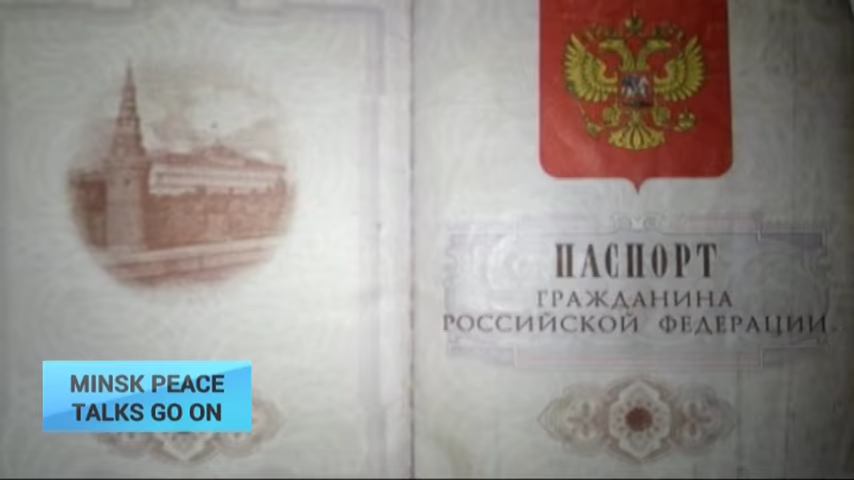 ПАСПОРТ
ГРАЖДАНИНА
РОССИЙСКОЙ ФЕДЕРАЦИИ
MINSK PEACE
TALKS GO ON